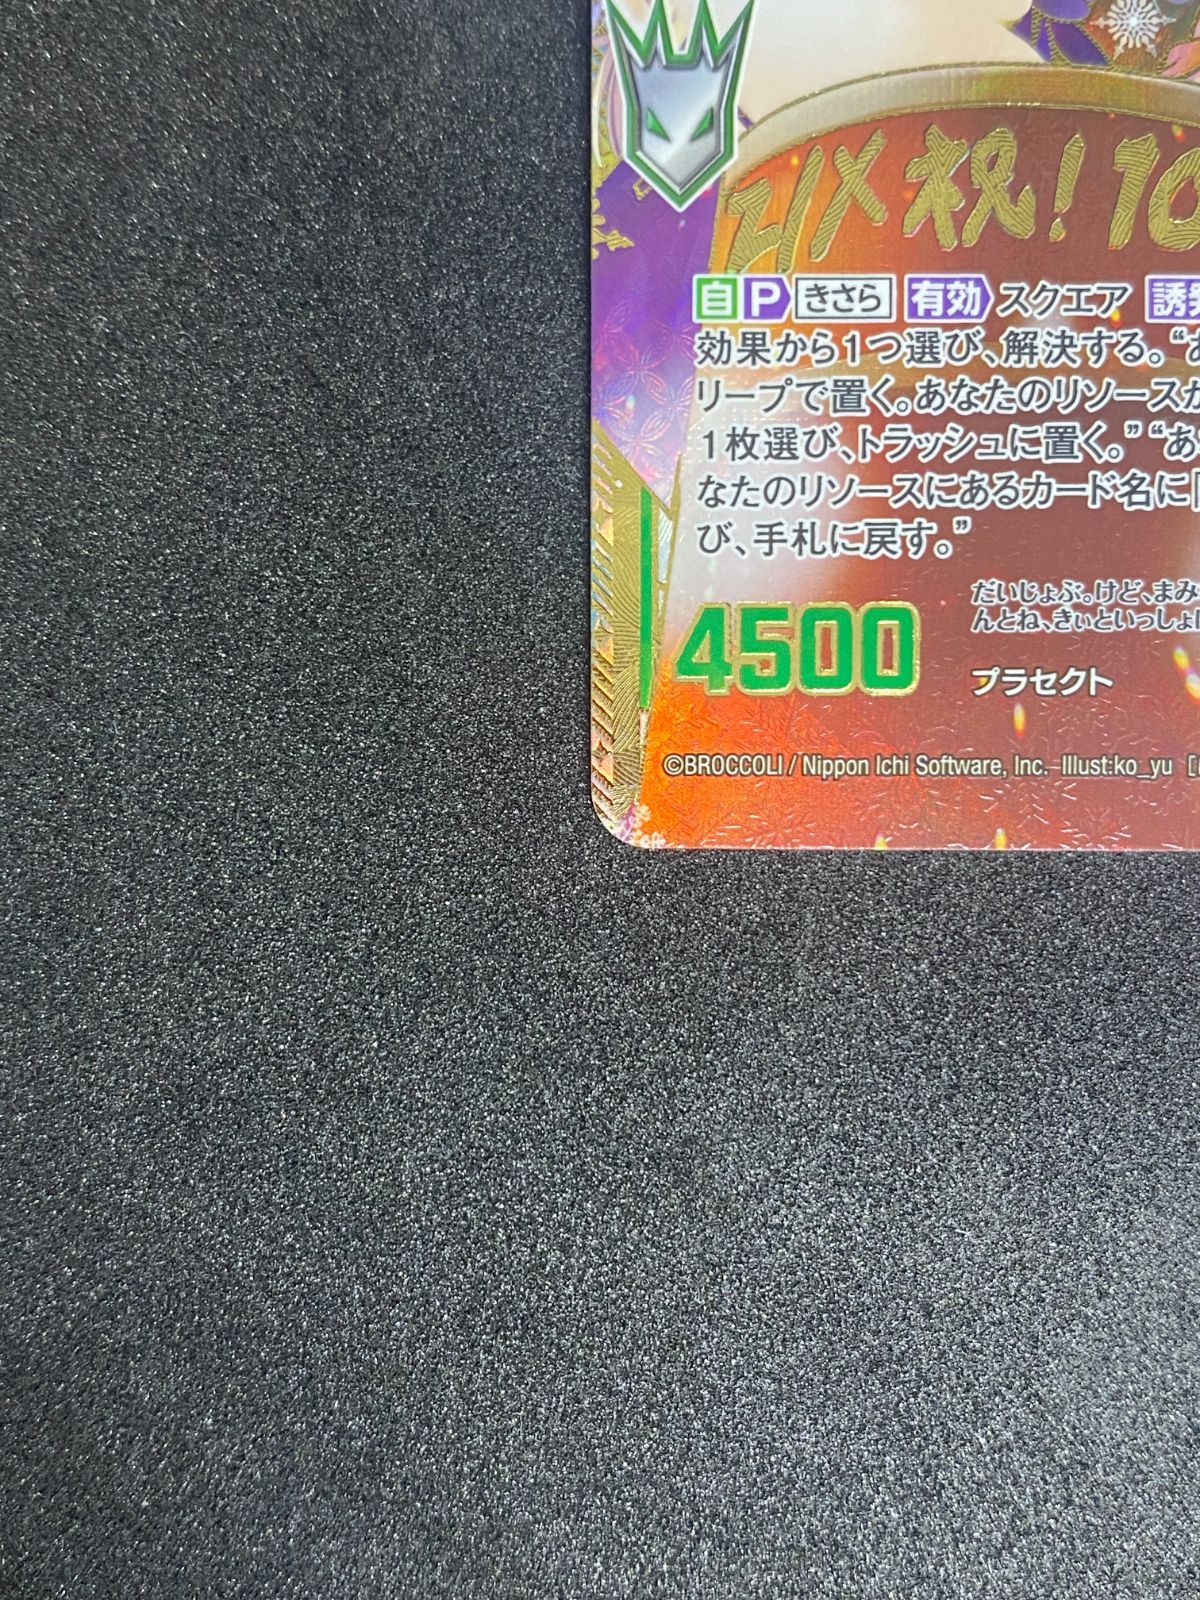 Z/X 祝！10
自 P きさら 有効 スクエア 誘発
効果から1つ選び、解決する。“あ
リープで置く。あなたのリソースが
1枚選び、トラッシュに置く。”“あ
なたのリソースにあるカード名に［
び、手札に戻す。”
だいじょぶ。けど、まみ
んとね、きぃといっしょ
4500
プラセクト
©BROCCOLI / Nippon Ichi Software, Inc. Illust:ko_yu